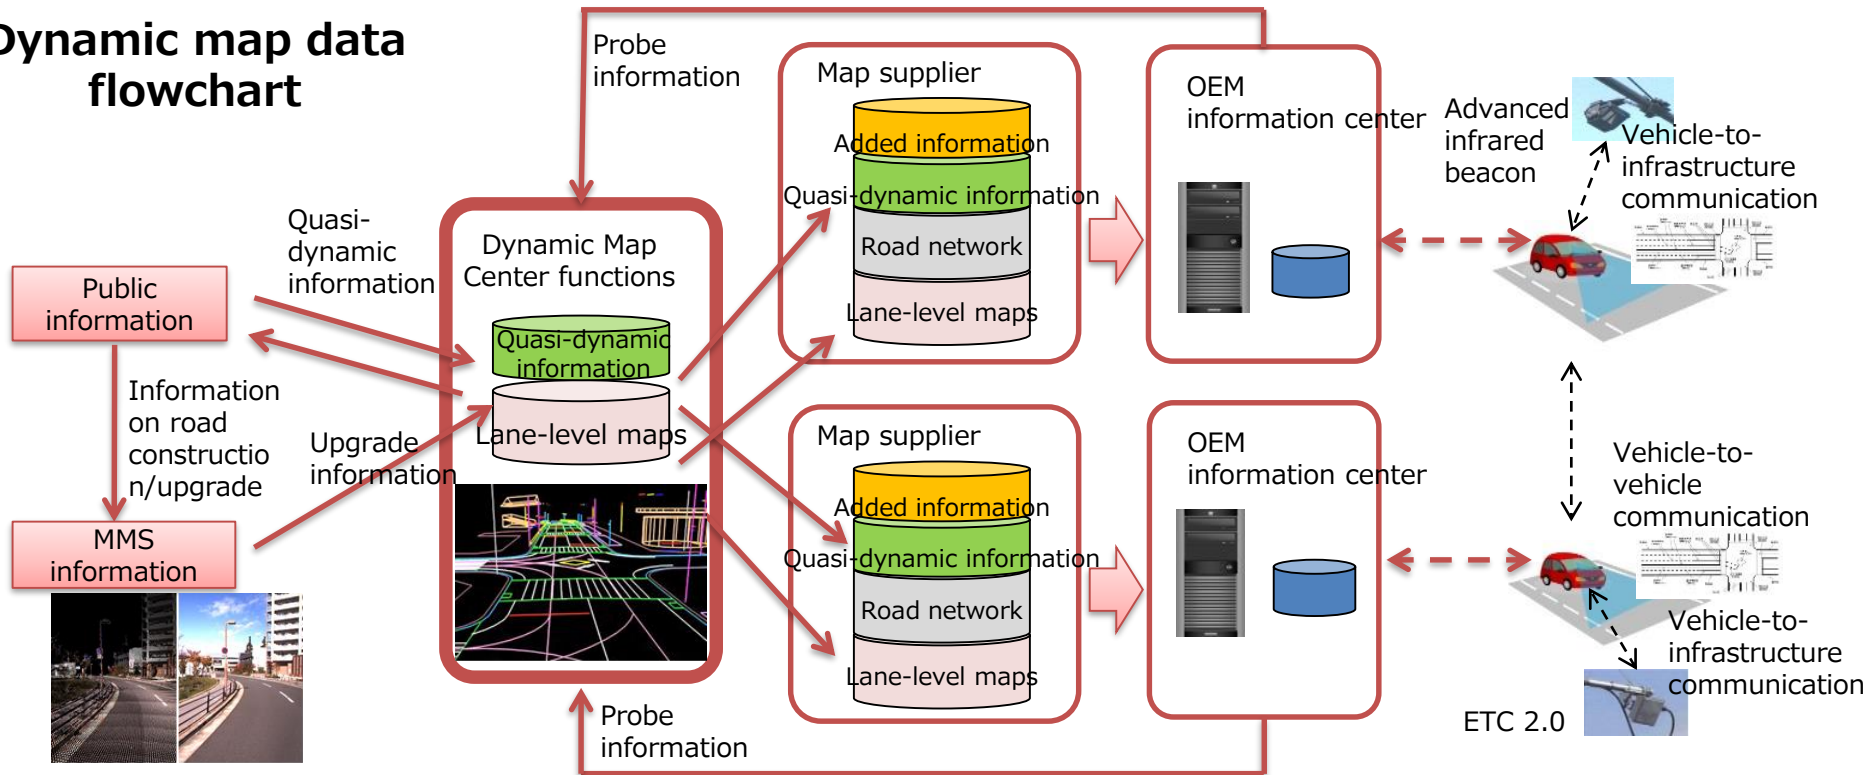 Dynamic map data
flowchart
Probe
information
Map supplier
Added information
Quasi-dynamic information
Road network
Lane-level maps
OEM
information center
Advanced
infrared
beacon
Vehicle-to-
infrastructure
communication
Quasi-
dynamic
information
Dynamic Map
Center functions
Quasi-dynamic
information
Lane-level maps
Public
information
Information
on road
constructio
n/upgrade
Upgrade
information
MMS
information
Map supplier
Added information
Quasi-dynamic information
Road network
Lane-level maps
OEM
information center
Vehicle-to-
vehicle
communication
Vehicle-to-
infrastructure
communication
ETC 2.0
Probe
information